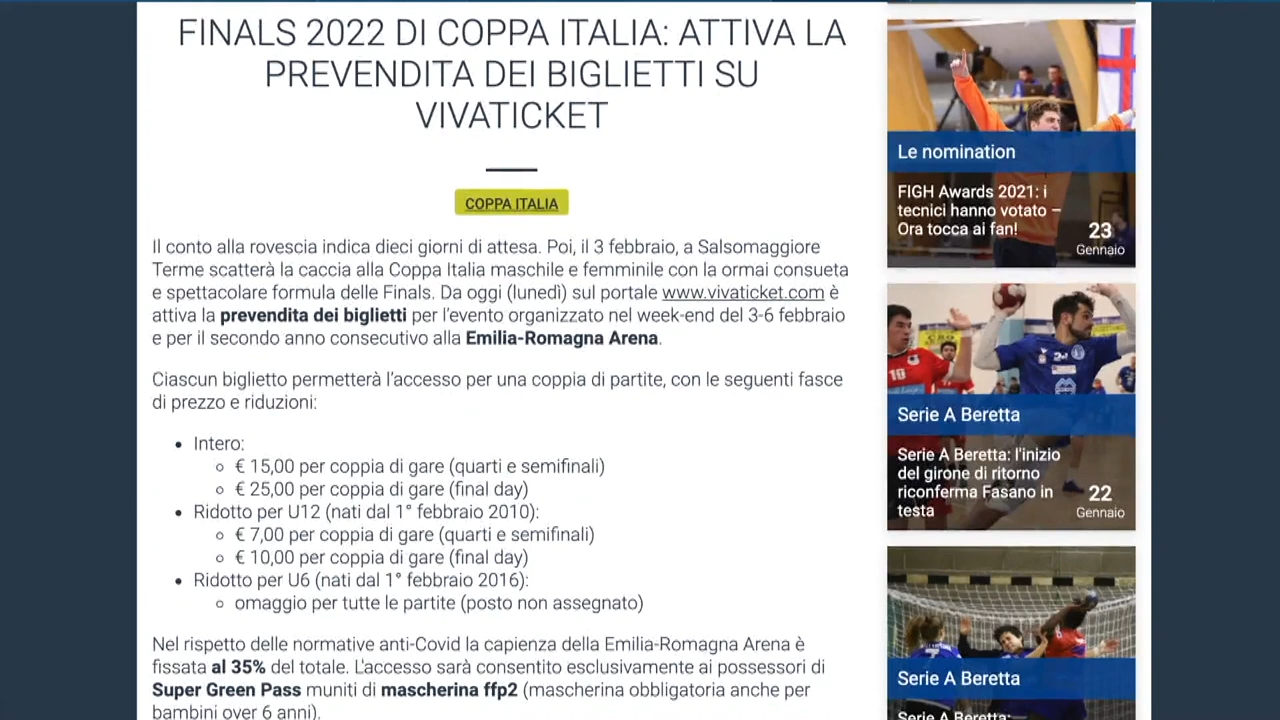 FINALS 2022 DI COPPA ITALIA: ATTIVA LA
PREVENDITA DEI BIGLIETTI SU
VIVATICKET
COPPA ITALIA
Il conto alla rovescia indica dieci giorni di attesa. Poi, il 3 febbraio, a Salsomaggiore
Terme scatterà la caccia alla Coppa Italia maschile e femminile con la ormai consueta
e spettacolare formula delle Finals. Da oggi (lunedì) sul portale www.vivaticket.com è
attiva la prevendita dei biglietti per l'evento organizzato nel week-end del 3-6 febbraio
e per il secondo anno consecutivo alla Emilia-Romagna Arena.
Ciascun biglietto permetterà l'accesso per una coppia di partite, con le seguenti fasce
di prezzo e riduzioni:
• Intero:
○ € 15,00 per coppia di gare (quarti e semifinali)
○ € 25,00 per coppia di gare (final day)
• Ridotto per U12 (nati dal 1° febbraio 2010):
○ € 7,00 per coppia di gare (quarti e semifinali)
○ € 10,00 per coppia di gare (final day)
• Ridotto per U6 (nati dal 1° febbraio 2016):
○ omaggio per tutte le partite (posto non assegnato)
Nel rispetto delle normative anti-Covid la capienza della Emilia-Romagna Arena è
fissata al 35% del totale. L'accesso sarà consentito esclusivamente ai possessori di
Super Green Pass muniti di mascherina ffp2 (mascherina obbligatoria anche per
bambini over 6 anni).
Le nomination
FIGH Awards 2021: i
tecnici hanno votato –
Ora tocca ai fan!
23
Gennaio
Serie A Beretta
Serie A Beretta: l'inizio
del girone di ritorno
riconferma Fasano in
testa
22
Gennaio
Serie A Beretta
Serie A Beretta: